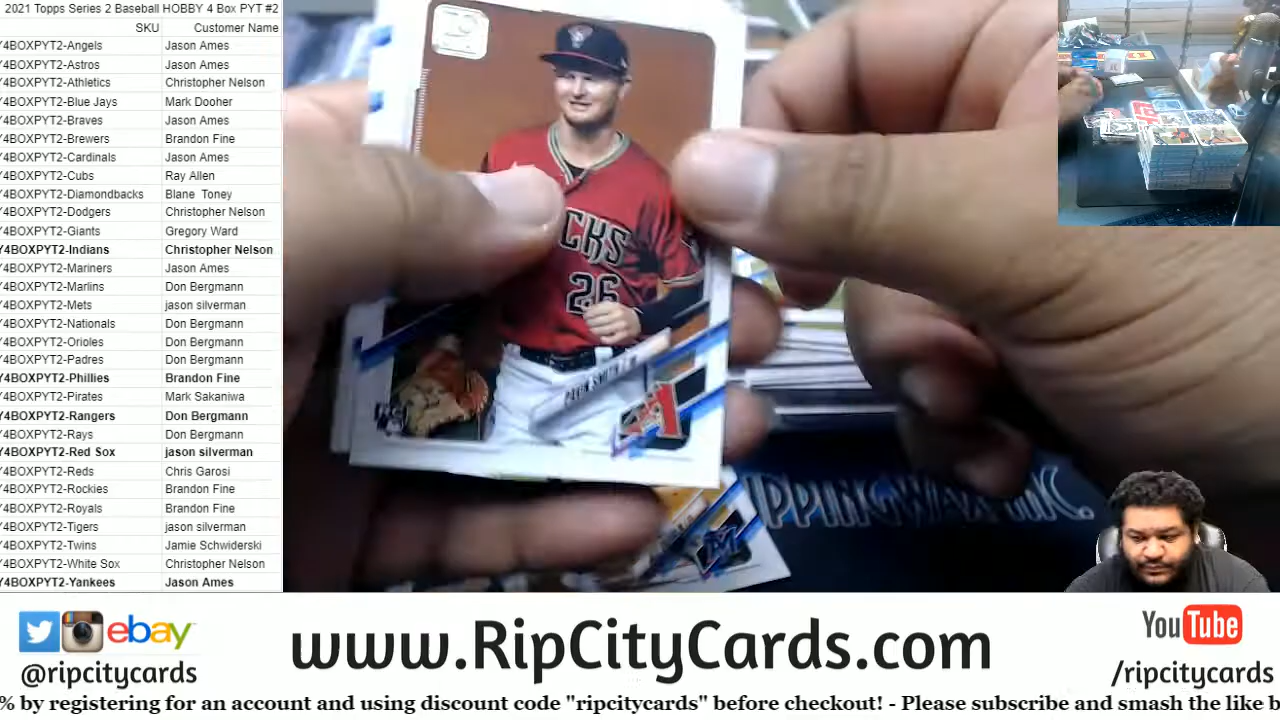 2021 Topps Series 2 Baseball HOBBY 4 Box PYT #2
SKU Customer Name
Y4BOXPYT2-Angels Jason Ames
Y4BOXPYT2-Astros Jason Ames
Y4BOXPYT2-Athletics Christopher Nelson
Y4BOXPYT2-Blue Jays Mark Dooher
Y4BOXPYT2-Braves Jason Ames
Y4BOXPYT2-Brewers Brandon Fine
Y4BOXPYT2-Cardinals Jason Ames
Y4BOXPYT2-Cubs Ray Allen
Y4BOXPYT2-Diamondbacks Blane Toney
Y4BOXPYT2-Dodgers Christopher Nelson
Y4BOXPYT2-Giants Gregory Ward
Y4BOXPYT2-Indians Christopher Nelson
Y4BOXPYT2-Mariners Jason Ames
Y4BOXPYT2-Marlins Don Bergmann
Y4BOXPYT2-Mets jason silverman
Y4BOXPYT2-Nationals Don Bergmann
Y4BOXPYT2-Orioles Don Bergmann
Y4BOXPYT2-Padres Don Bergmann
Y4BOXPYT2-Phillies Brandon Fine
Y4BOXPYT2-Pirates Mark Sakaniwa
Y4BOXPYT2-Rangers Don Bergmann
Y4BOXPYT2-Rays Don Bergmann
Y4BOXPYT2-Red Sox jason silverman
Y4BOXPYT2-Reds Chris Garosi
Y4BOXPYT2-Rockies Brandon Fine
Y4BOXPYT2-Royals Brandon Fine
Y4BOXPYT2-Tigers jason silverman
Y4BOXPYT2-Twins Jamie Schwiderski
Y4BOXPYT2-White Sox Christopher Nelson
Y4BOXPYT2-Yankees Jason Ames
CKS
26
PPINGWAX INC.
ebay
@ripcitycards
www.RipCityCards.com
YouTube
/ripcitycards
% by registering for an account and using discount code "ripcitycards" before checkout! - Please subscribe and smash the like b